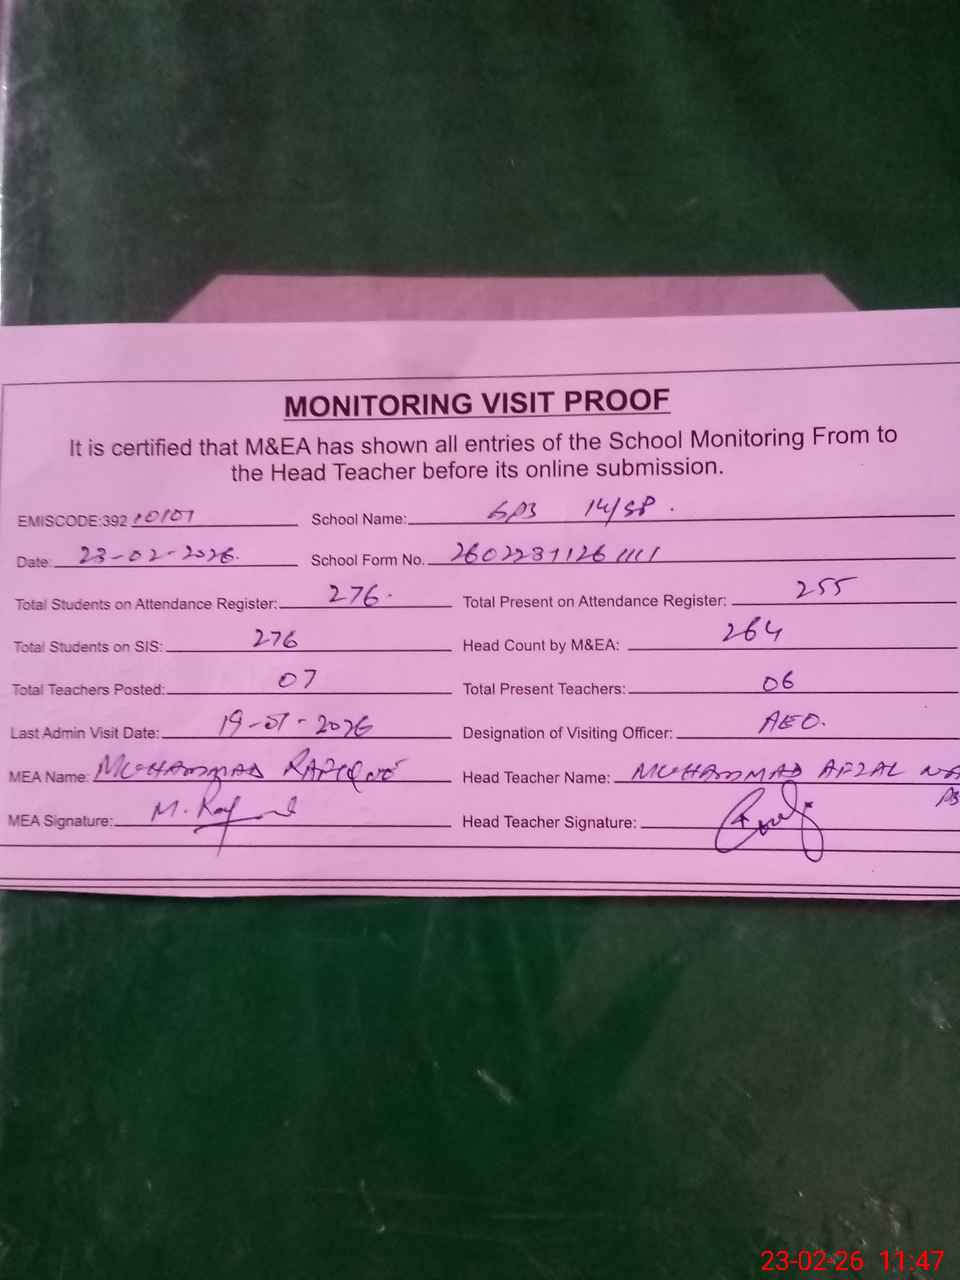 MONITORING VISIT PROOF
It is certified that M&EA has shown all entries of the School Monitoring From to
the Head Teacher before its online submission.
EMISCODE:392 10107 School Name: GPS 14/SP.
Date: 23-02-2026. School Form No. 2602231126 1111
Total Students on Attendance Register: 276. Total Present on Attendance Register: 255
Total Students on SIS: 276 Head Count by M&EA: 264
Total Teachers Posted: 07 Total Present Teachers: 06
Last Admin Visit Date: 19-01-2026 Designation of Visiting Officer: AEO.
MEA Name: MUHAMMAD RAFIQUE Head Teacher Name: MUHAMMAD AFZAL
MEA Signature: M. Head Teacher Signature:
23-02-26 11:47